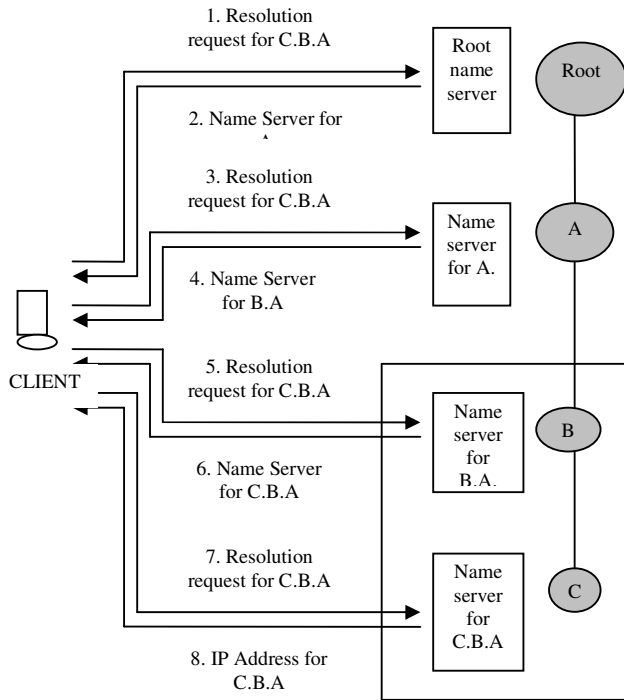 1. Resolution
request for C.B.A
Root
name
server
Root
2. Name Server for
3. Resolution
request for C.B.A
Name
server
for A.
A
4. Name Server
for B.A
CLIENT
5. Resolution
request for C.B.A
Name
server
for
B.A.
B
6. Name Server
for C.B.A
7. Resolution
request for C.B.A
Name
server
for
C.B.A
C
8. IP Address for
C.B.A